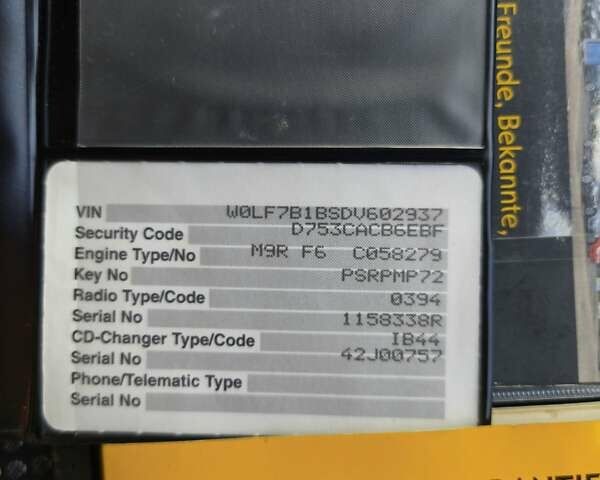 VIN W0LF7B1BSDV602937
Security Code D753CACB6EBF
Engine Type/No M9R F6 C058279
Key No PSRPMP72
Radio Type/Code 0394
Serial No 1158338R
CD-Changer Type/Code IB44
Serial No 42J00757
Phone/Telematic Type
Serial No
Freunde, Bekannte,